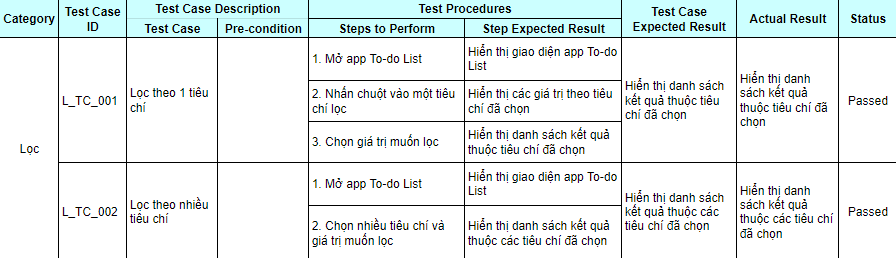 Category
Test Case
ID
Test Case Description
Test Case
Pre-condition
Test Procedures
Steps to Perform
Step Expected Result
Test Case
Expected Result
Actual Result
Status
Lọc
L_TC_001
Lọc theo 1 tiêu
chí
1. Mở app To-do List
Hiển thị giao diện app To-do
List
2. Nhấn chuột vào một tiêu
chí lọc
Hiển thị các giá trị theo tiêu
chí đã chọn
3. Chọn giá trị muốn lọc
Hiển thị danh sách kết quả
thuộc tiêu chí đã chọn
Hiển thị danh sách
kết quả thuộc tiêu
chí đã chọn
Hiển thị danh
sách kết quả
thuộc tiêu chí đã
chọn
Passed
L_TC_002
Lọc theo nhiều
tiêu chí
1. Mở app To-do List
Hiển thị giao diện app To-do
List
2. Chọn nhiều tiêu chí và
giá trị muốn lọc
Hiển thị danh sách kết quả
thuộc các tiêu chí đã chọn
Hiển thị danh sách
kết quả thuộc các
tiêu chí đã chọn
Hiển thị danh
sách kết quả
thuộc các tiêu chí
đã chọn
Passed